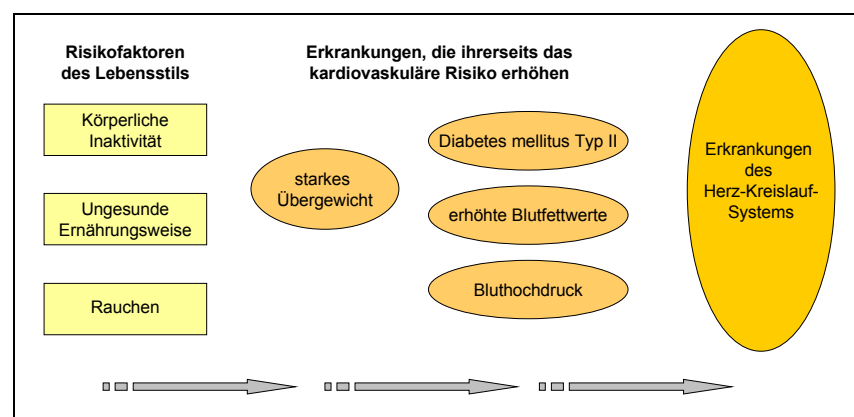 Risikofaktoren
des Lebensstils
Erkrankungen, die ihrerseits das
kardiovaskuläre Risiko erhöhen
Körperliche
Inaktivität
Ungesunde
Ernährungsweise
Rauchen
starkes
Übergewicht
Diabetes mellitus Typ II
erhöhte Blutfettwerte
Bluthochdruck
Erkrankungen
des
Herz-Kreislauf-
Systems